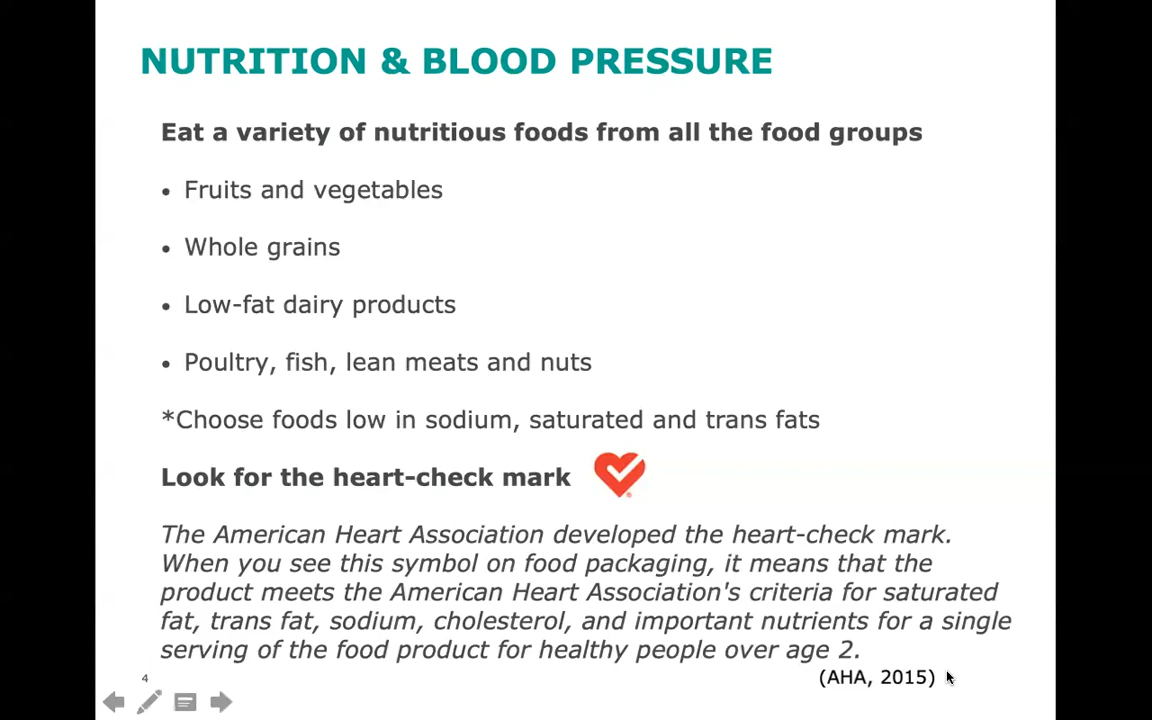 NUTRITION & BLOOD PRESSURE
Eat a variety of nutritious foods from all the food groups
• Fruits and vegetables
• Whole grains
• Low-fat dairy products
• Poultry, fish, lean meats and nuts
*Choose foods low in sodium, saturated and trans fats
Look for the heart-check mark
The American Heart Association developed the heart-check mark.
When you see this symbol on food packaging, it means that the
product meets the American Heart Association's criteria for saturated
fat, trans fat, sodium, cholesterol, and important nutrients for a single
serving of the food product for healthy people over age 2.
(AHA, 2015)
4